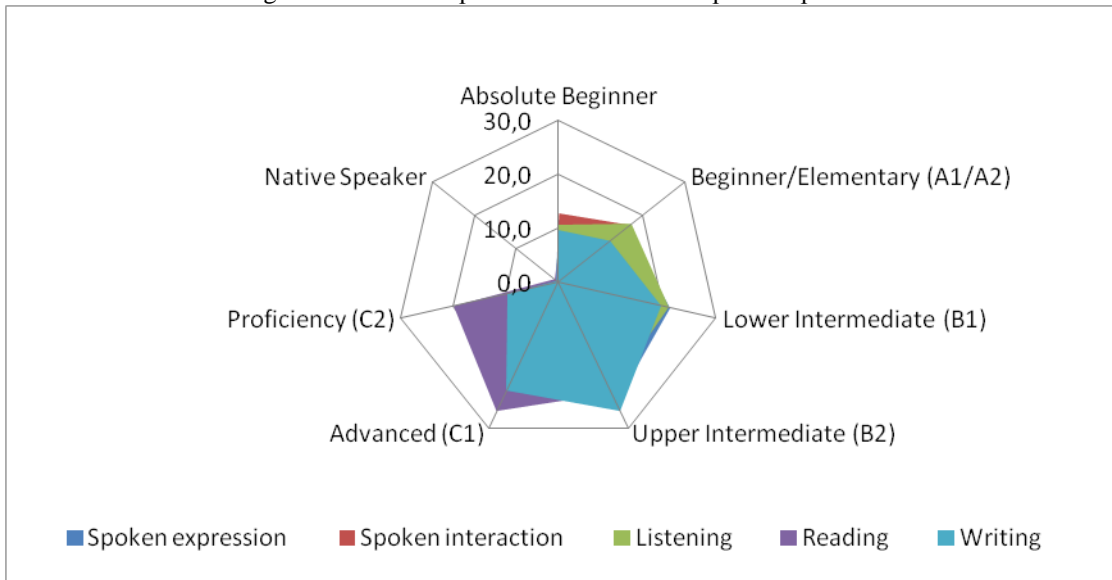 Absolute Beginner
30,0
20,0
Native Speaker
Beginner/Elementary (A1/A2)
10,0
0,0
Proficiency (C2)
Lower Intermediate (B1)
Advanced (C1)
Upper Intermediate (B2)
Spoken expression Spoken interaction Listening Reading Writing